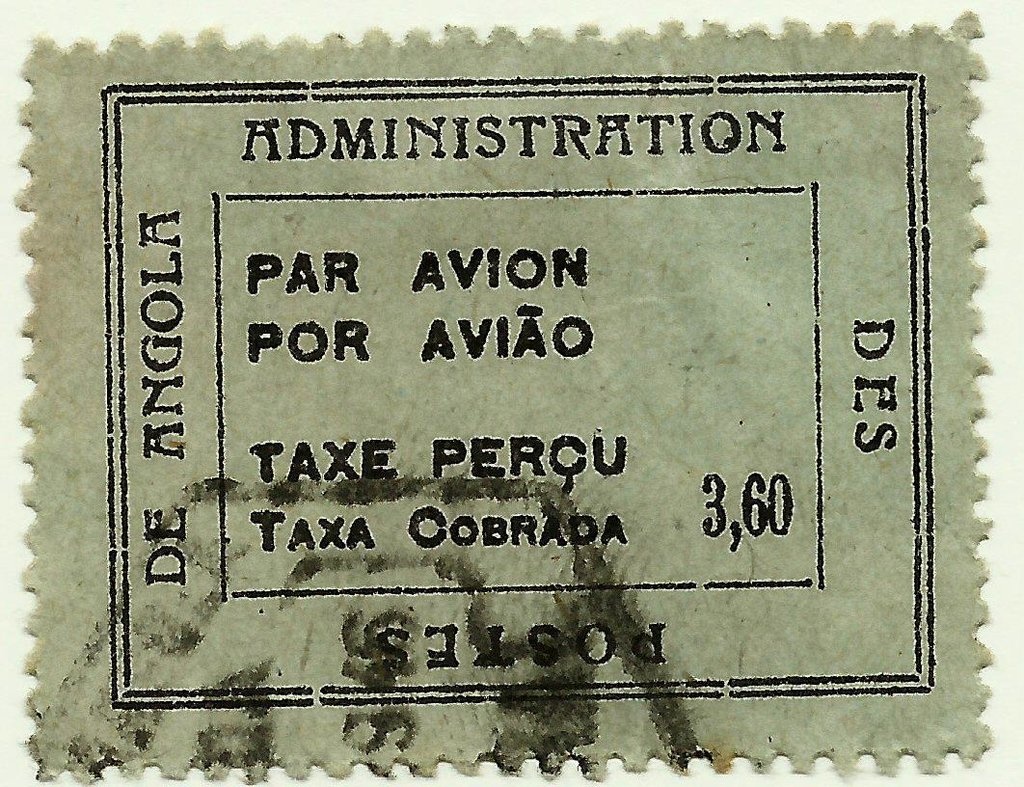 ADMINISTRATION
DES
POSTES
DE ANGOLA
PAR AVION
POR AVIÃO
TAXE PERÇU
TAXA COBRADA
3,60